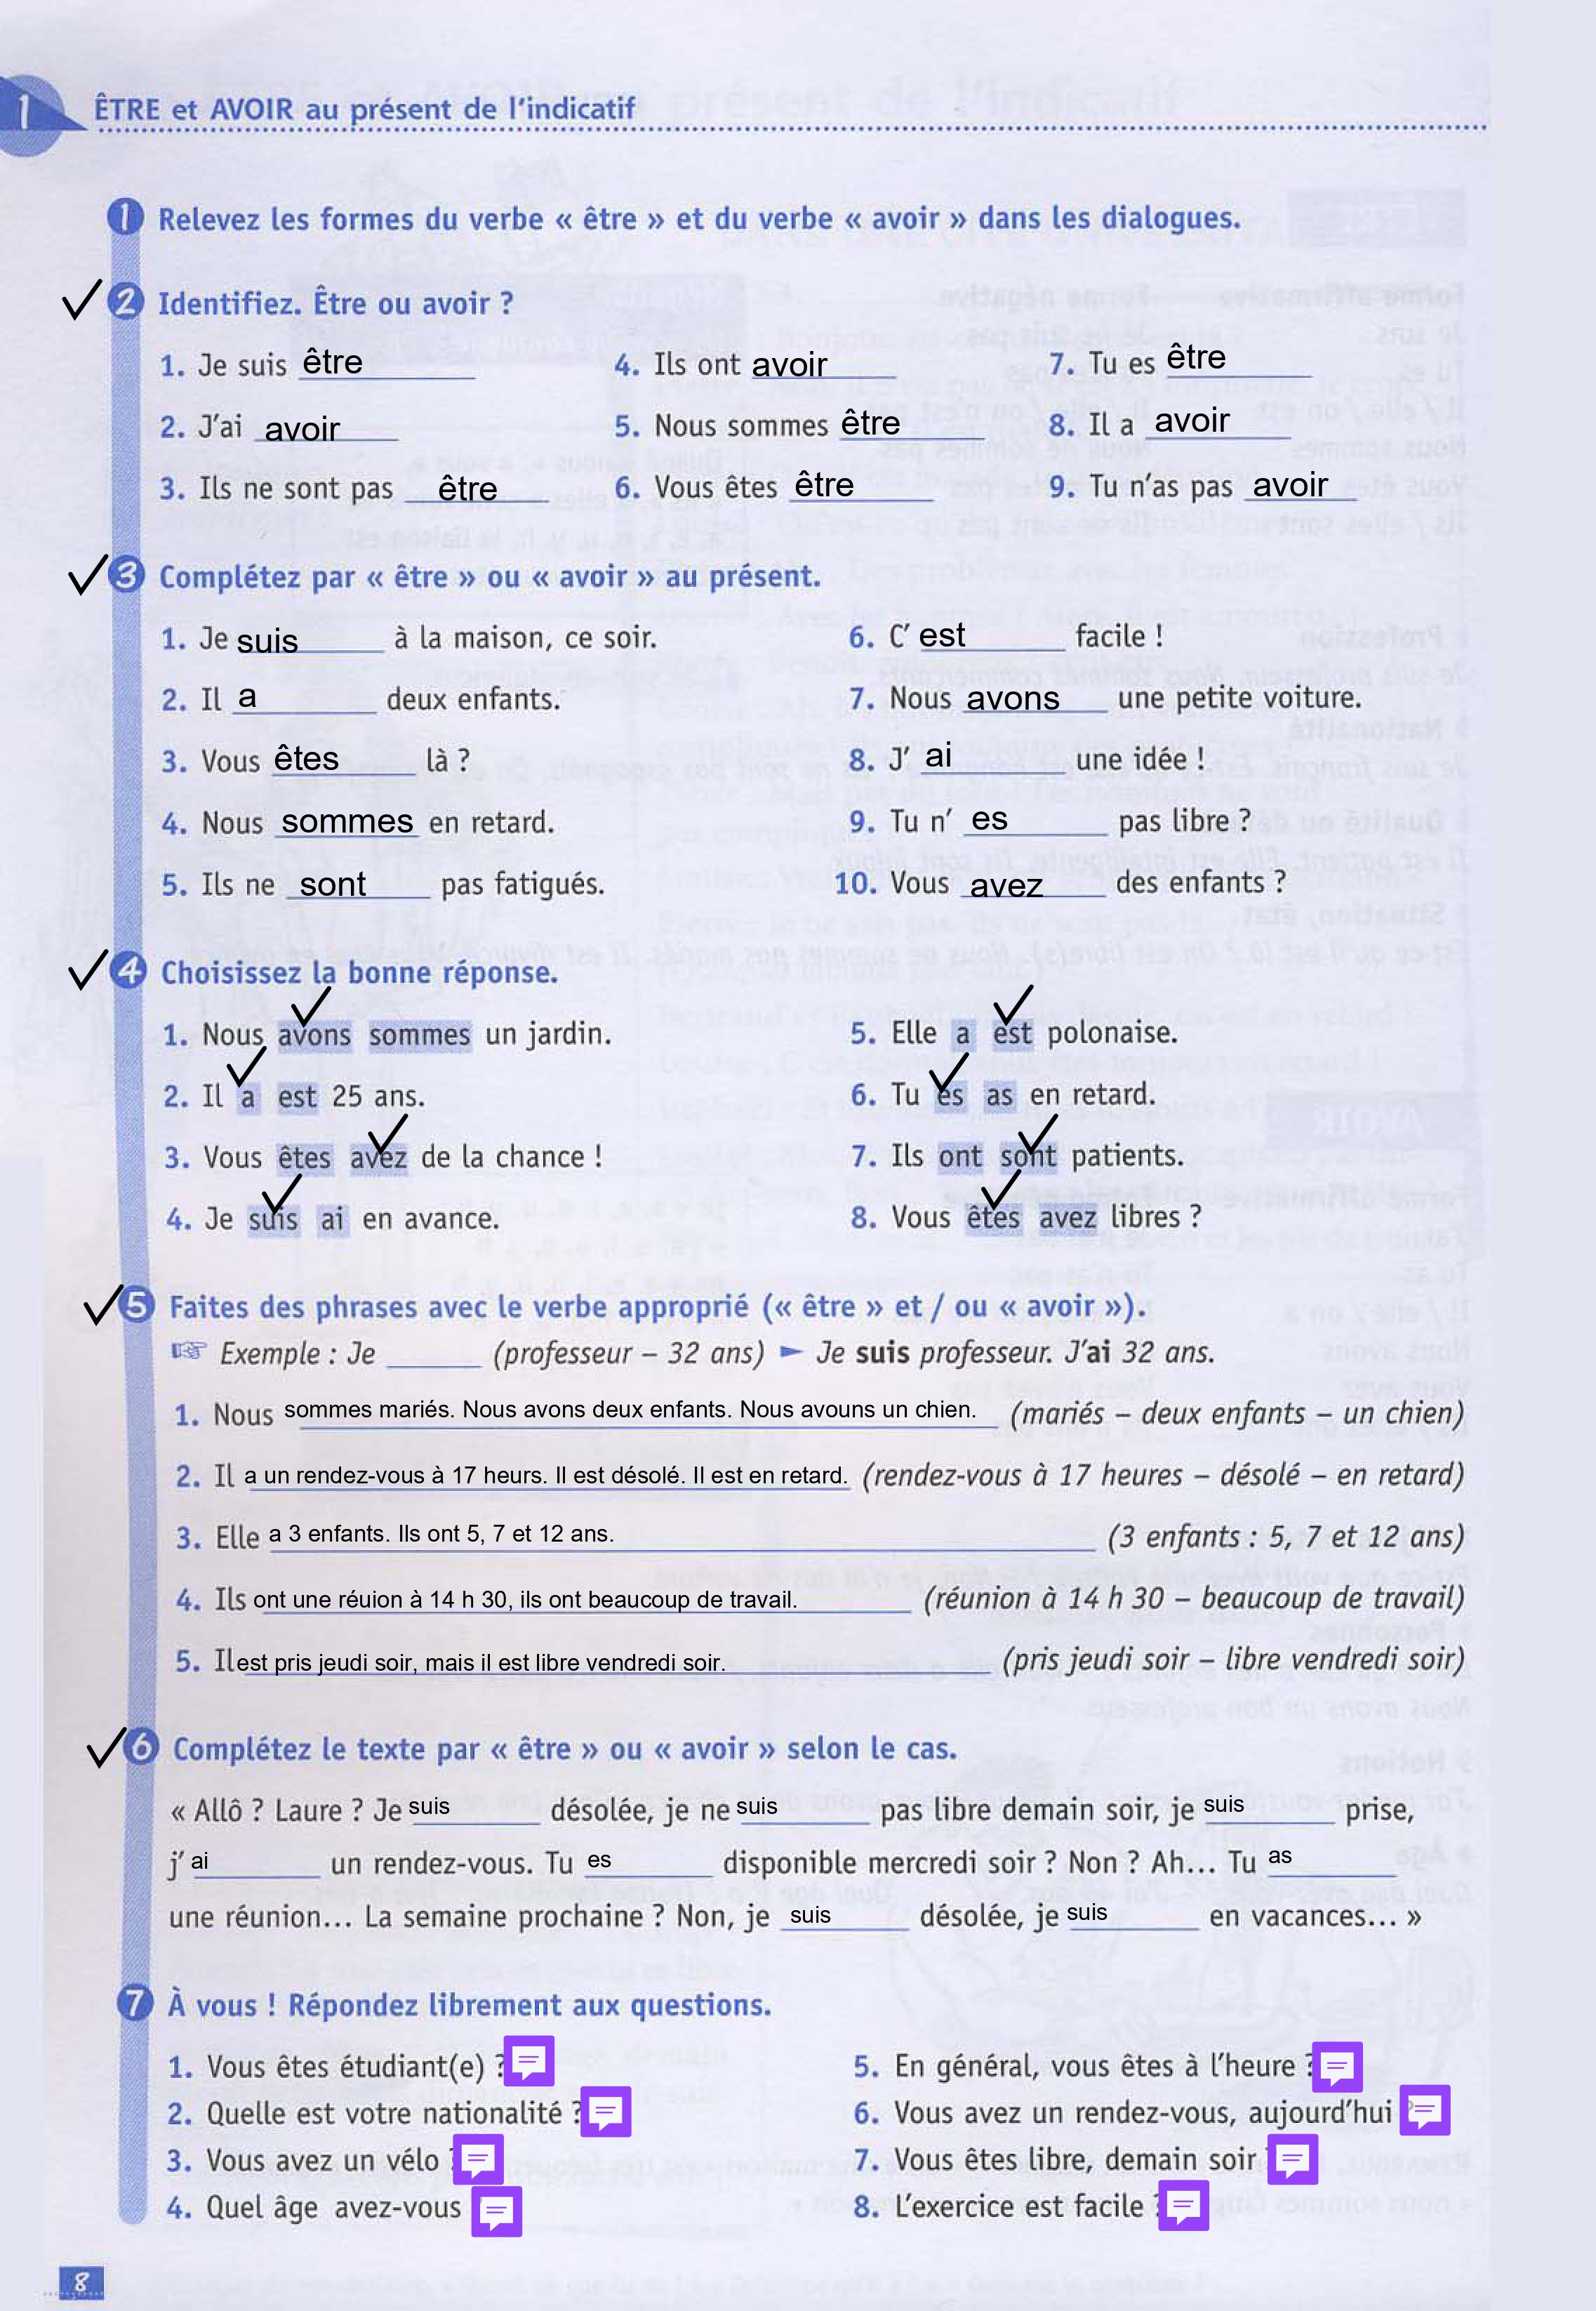 1 ÊTRE et AVOIR au présent de l'indicatif
1 Relevez les formes du verbe « être » et du verbe « avoir » dans les dialogues.
2 Identifiez. Être ou avoir ?
1. Je suis être
4. Ils ont avoir
7. Tu es être
2. J'ai avoir
5. Nous sommes être
8. Il a avoir
3. Ils ne sont pas être
6. Vous êtes être
9. Tu n'as pas avoir
3 Complétez par « être » ou « avoir » au présent.
1. Je suis à la maison, ce soir.
2. Il a deux enfants.
3. Vous êtes là ?
4. Nous sommes en retard.
5. Ils ne sont pas fatigués.
6. C' est facile !
7. Nous avons une petite voiture.
8. J' ai une idée !
9. Tu n' es pas libre ?
10. Vous avez des enfants ?
4 Choisissez la bonne réponse.
1. Nous avons sommes un jardin.
2. Il a est 25 ans.
3. Vous êtes avez de la chance !
4. Je suis ai en avance.
5. Elle a est polonaise.
6. Tu es as en retard.
7. Ils ont sont patients.
8. Vous êtes avez libres ?
5 Faites des phrases avec le verbe approprié (« être » et / ou « avoir »).
Exemple : Je ______ (professeur – 32 ans) ► Je suis professeur. J'ai 32 ans.
1. Nous sommes mariés. Nous avons deux enfants. Nous avouns un chien. (mariés – deux enfants – un chien)
2. Il a un rendez-vous à 17 heurs. Il est désolé. Il est en retard. (rendez-vous à 17 heures – désolé – en retard)
3. Elle a 3 enfants. Ils ont 5, 7 et 12 ans. (3 enfants : 5, 7 et 12 ans)
4. Ils ont une réuion à 14 h 30, ils ont beaucoup de travail. (réunion à 14 h 30 – beaucoup de travail)
5. Il est pris jeudi soir, mais il est libre vendredi soir. (pris jeudi soir – libre vendredi soir)
6 Complétez le texte par « être » ou « avoir » selon le cas.
« Allô ? Laure ? Je suis désolée, je ne suis pas libre demain soir, je suis prise,
j' ai un rendez-vous. Tu es disponible mercredi soir ? Non ? Ah... Tu as
une réunion... La semaine prochaine ? Non, je suis désolée, je suis en vacances... »
7 À vous ! Répondez librement aux questions.
1. Vous êtes étudiant(e) ?
2. Quelle est votre nationalité ?
3. Vous avez un vélo ?
4. Quel âge avez-vous
5. En général, vous êtes à l'heure ?
6. Vous avez un rendez-vous, aujourd'hui ?
7. Vous êtes libre, demain soir ?
8. L'exercice est facile ?
8